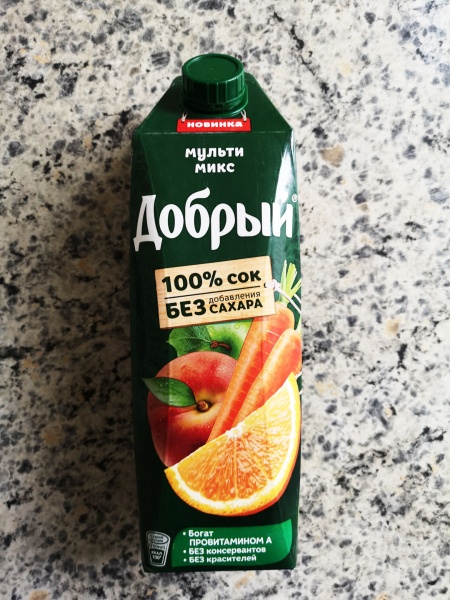 НОВИНКА
мульти
микс
Добрый®
100% сок
БЕЗ добавления
САХАРА
• Богат
ПРОВИТАМИНОМ А
• БЕЗ консервантов
• БЕЗ красителей